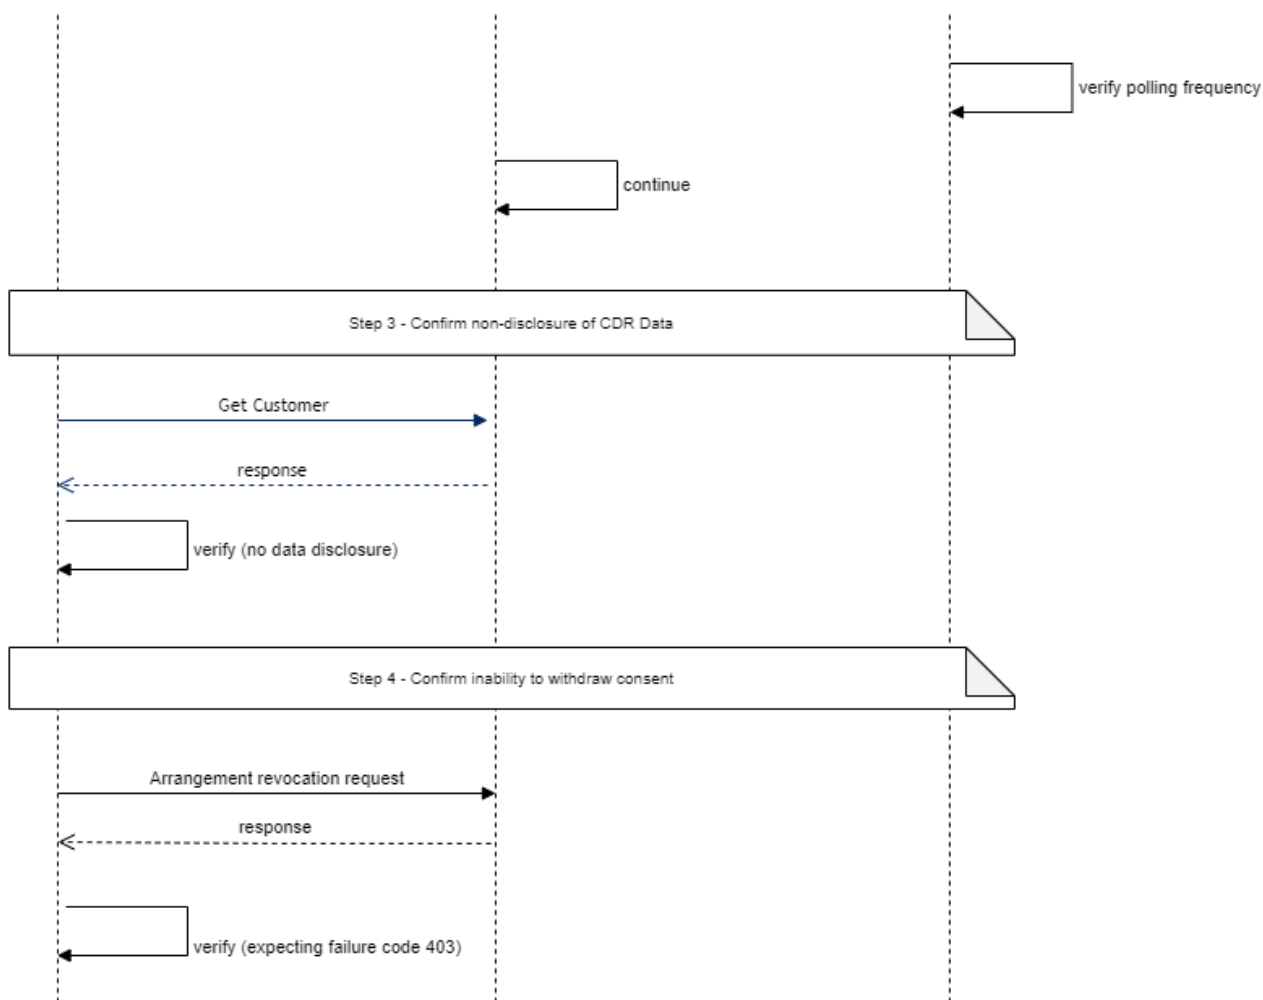 verify polling frequency
continue
Step 3 - Confirm non-disclosure of CDR Data
Get Customer
response
verify (no data disclosure)
Step 4 - Confirm inability to withdraw consent
Arrangement revocation request
response
verify (expecting failure code 403)